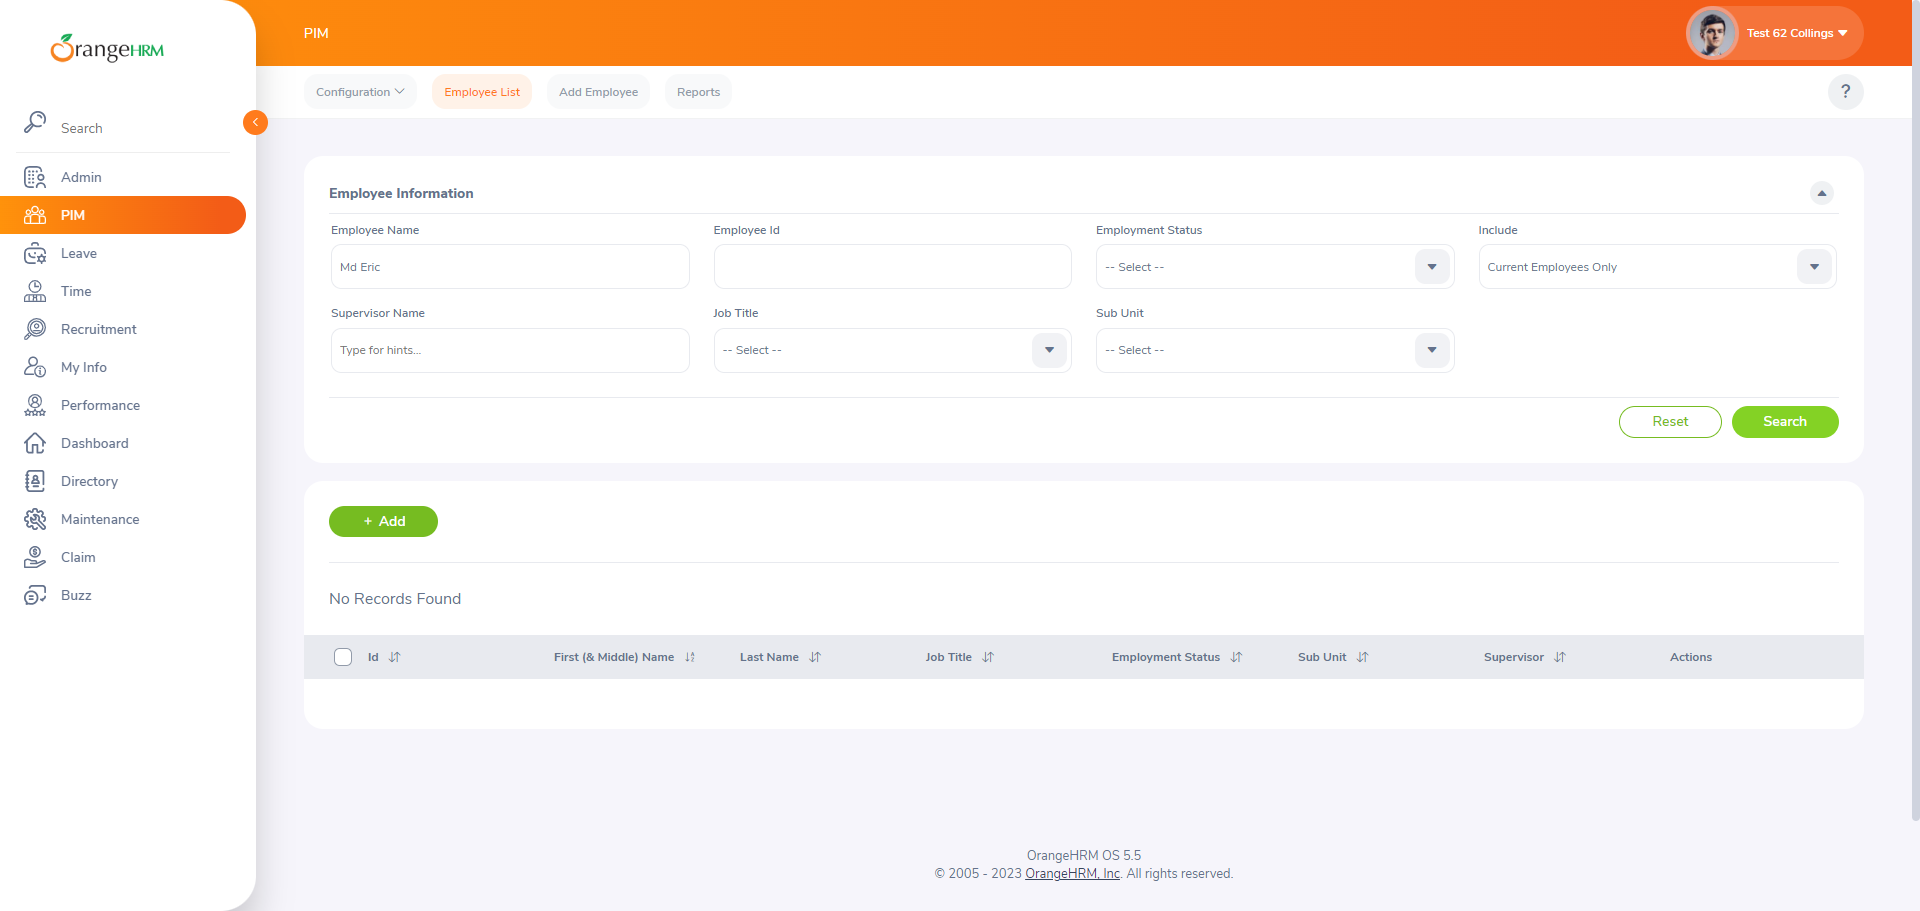 OrangeHRM
PIM
Test 62 Collings
Configuration
Employee List
Add Employee
Reports
?
Search
Admin
PIM
Leave
Time
Recruitment
My Info
Performance
Dashboard
Directory
Maintenance
Claim
Buzz
Employee Information
Employee Name
Employee Id
Employment Status
Include
Md Eric
-- Select --
Current Employees Only
Supervisor Name
Job Title
Sub Unit
Type for hints...
-- Select --
-- Select --
Reset
Search
+ Add
No Records Found
Id
First (& Middle) Name
Last Name
Job Title
Employment Status
Sub Unit
Supervisor
Actions
OrangeHRM OS 5.5
© 2005 - 2023 OrangeHRM, Inc. All rights reserved.